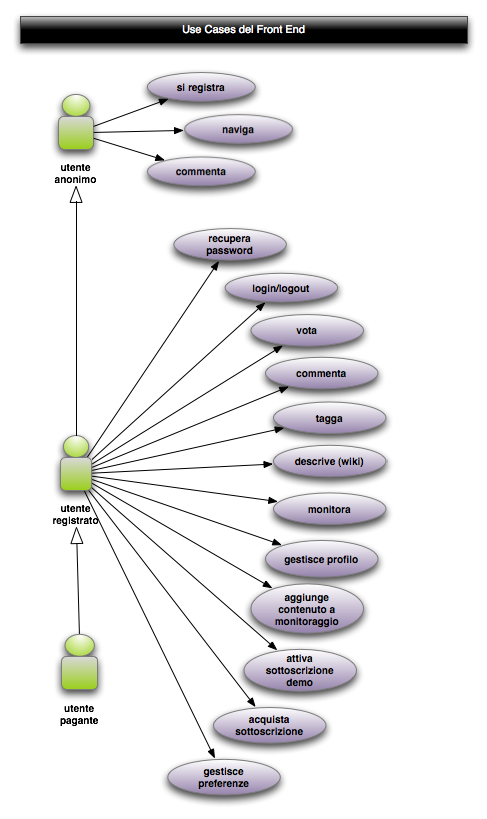 Use Cases del Front End
si registra
naviga
commenta
utente
anonimo
recupera
password
login/logout
vota
commenta
tagga
descrive (wiki)
monitora
utente
registrato
gestisce profilo
aggiunge
contenuto a
monitoraggio
attiva
sottoscrizione
demo
utente
pagante
acquista
sottoscrizione
gestisce
preferenze